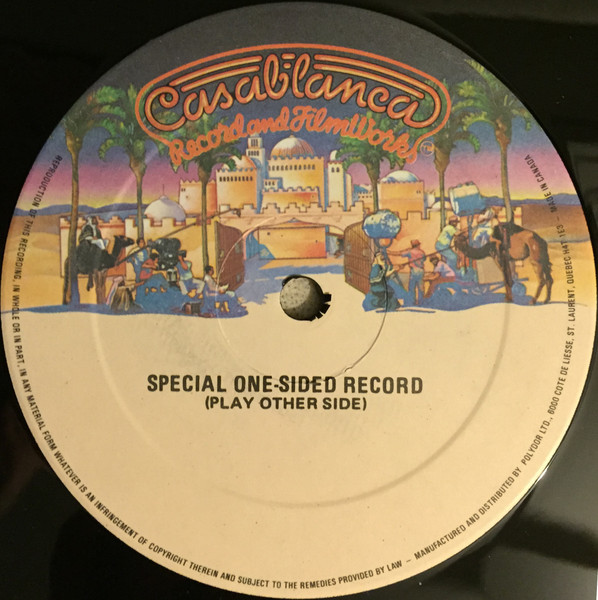 Casablanca
Record and FilmWorks
TM
SPECIAL ONE-SIDED RECORD
(PLAY OTHER SIDE)
REPRODUCTION OF THIS RECORDING, IN WHOLE OR IN PART, IN ANY MATERIAL FORM WHATEVER IS AN INFRINGEMENT OF COPYRIGHT THEREIN AND SUBJECT TO THE REMEDIES PROVIDED BY LAW – MANUFACTURED AND DISTRIBUTED BY POLYDOR LTD., 6000 COTE DE LIESSE, ST. LAURENT, QUEBEC H4T 1E3 – MADE IN CANADA